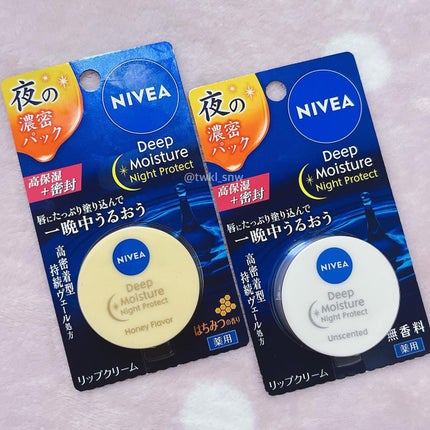 夜の
濃密
パック
NIVEA
Deep
Moisture
Night Protect
高保湿
+密封
唇にたっぷり塗り込んで
一晩中うるおう
高密着型
持続ヴェール処方
NIVEA
Deep
Moisture
Night Protect
Honey Flavor
はちみつの香り
薬用
リップクリーム
@twkl_snw
夜の
濃密
パック
NIVEA
Deep
Moisture
Night Protect
高保湿
+密封
唇にたっぷり塗り込んで
一晩中うるおう
高密着型
持続ヴェール処方
NIVEA
Deep
Moisture
Night Protect
Unscented
無香料
薬用
リップクリーム